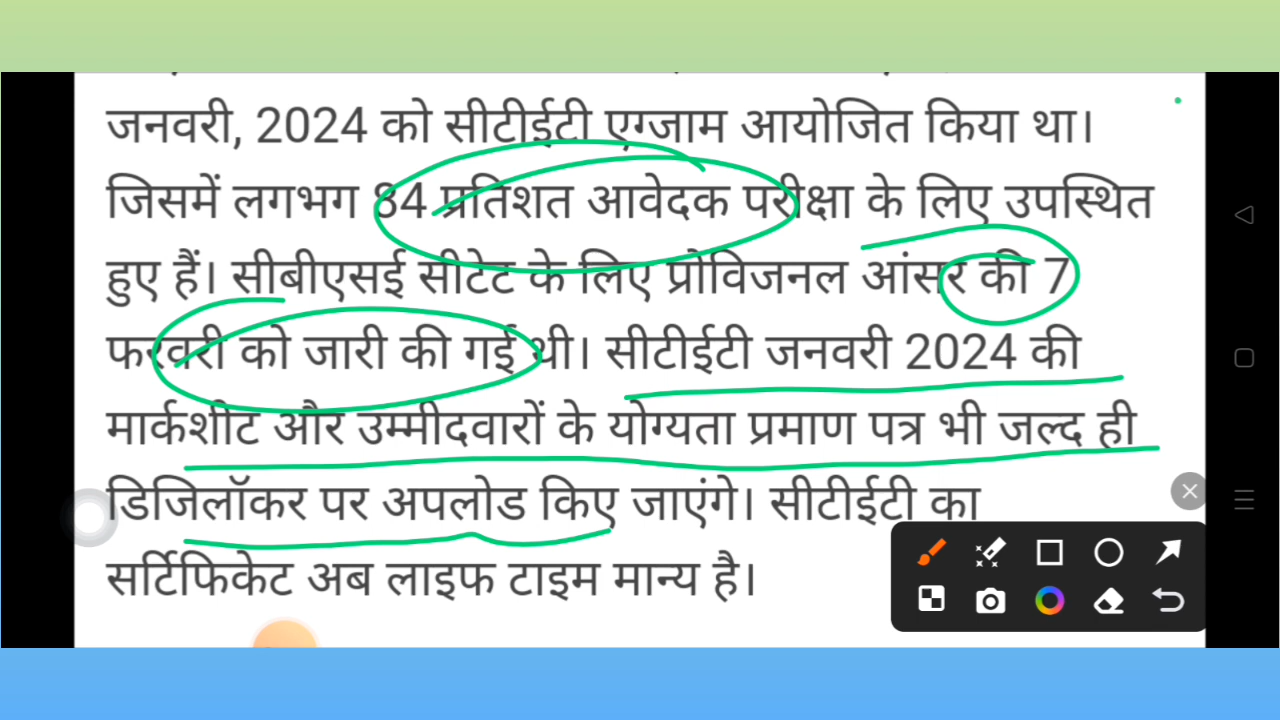 जनवरी, 2024 को सीटीईटी एग्जाम आयोजित किया था।
जिसमें लगभग 84 प्रतिशत आवेदक परीक्षा के लिए उपस्थित
हुए हैं। सीबीएसई सीटेट के लिए प्रोविजनल आंसर की 7
फरवरी को जारी की गई थी। सीटीईटी जनवरी 2024 की
मार्कशीट और उम्मीदवारों के योग्यता प्रमाण पत्र भी जल्द ही
डिजिलॉकर पर अपलोड किए जाएंगे। सीटीईटी का
सर्टिफिकेट अब लाइफ टाइम मान्य है।